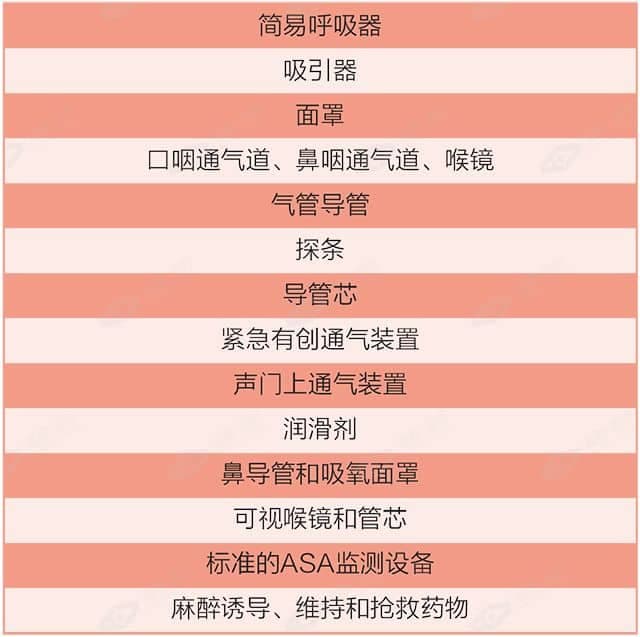 简易呼吸器
吸引器
面罩
口咽通气道、鼻咽通气道、喉镜
气管导管
探条
导管芯
紧急有创通气装置
声门上通气装置
润滑剂
鼻导管和吸氧面罩
可视喉镜和管芯
标准的ASA监测设备
麻醉诱导、维持和抢救药物